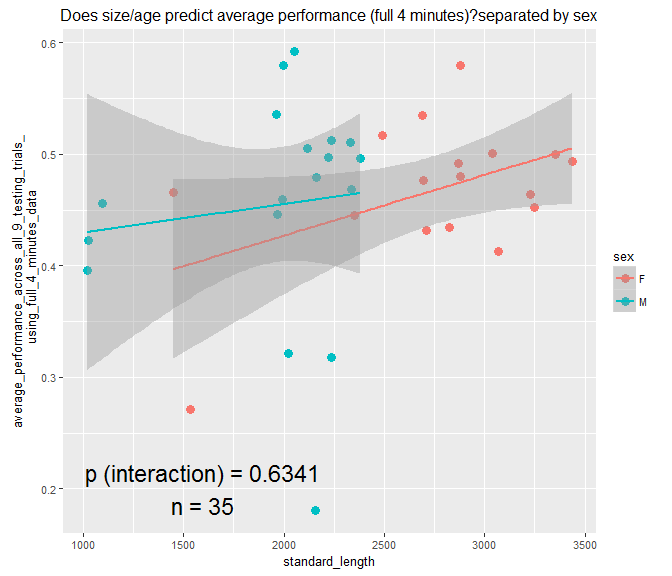 Does size/age predict average performance (full 4 minutes)?separated by sex
average_performance_across_all_9_testing_trials_
using_full_4_minutes_data
0.6
0.5
0.4
0.3
0.2
p (interaction) = 0.6341
n = 35
1000 1500 2000 2500 3000 3500
standard_length
sex
F
M